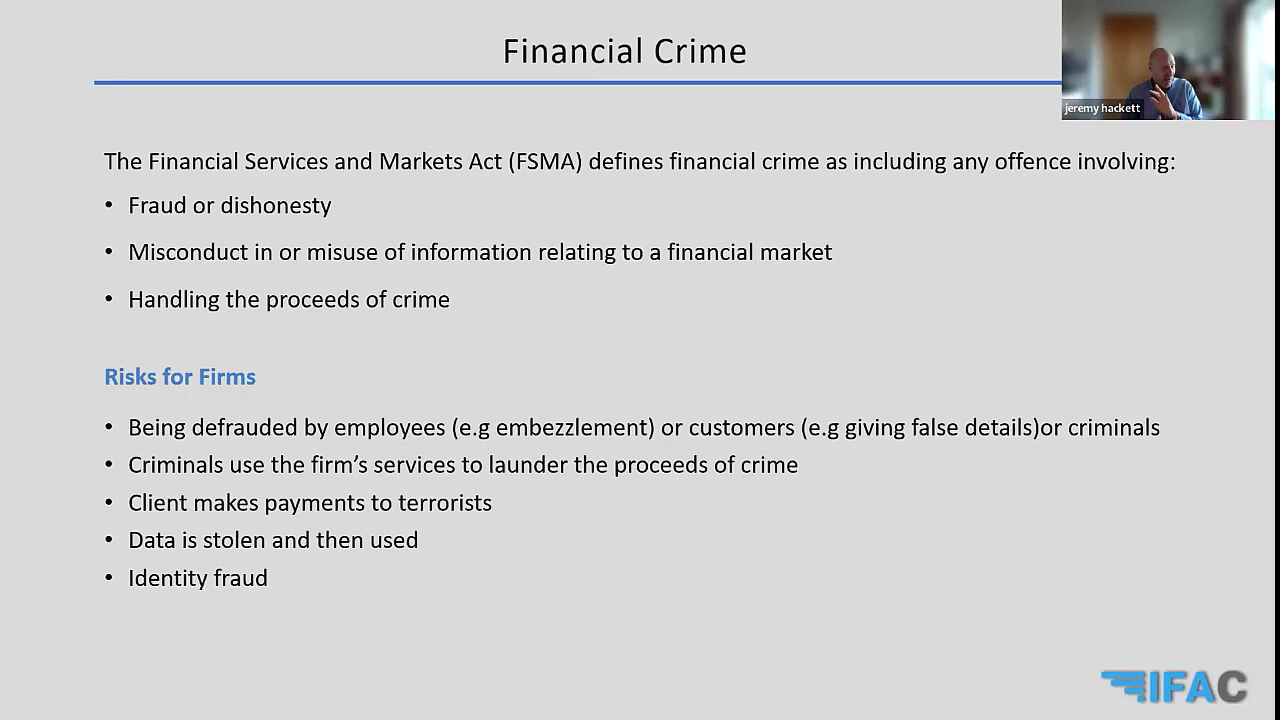 Financial Crime
jeremy hackett
The Financial Services and Markets Act (FSMA) defines financial crime as including any offence involving:
• Fraud or dishonesty
• Misconduct in or misuse of information relating to a financial market
• Handling the proceeds of crime
Risks for Firms
• Being defrauded by employees (e.g embezzlement) or customers (e.g giving false details)or criminals
• Criminals use the firm’s services to launder the proceeds of crime
• Client makes payments to terrorists
• Data is stolen and then used
• Identity fraud
IFAC